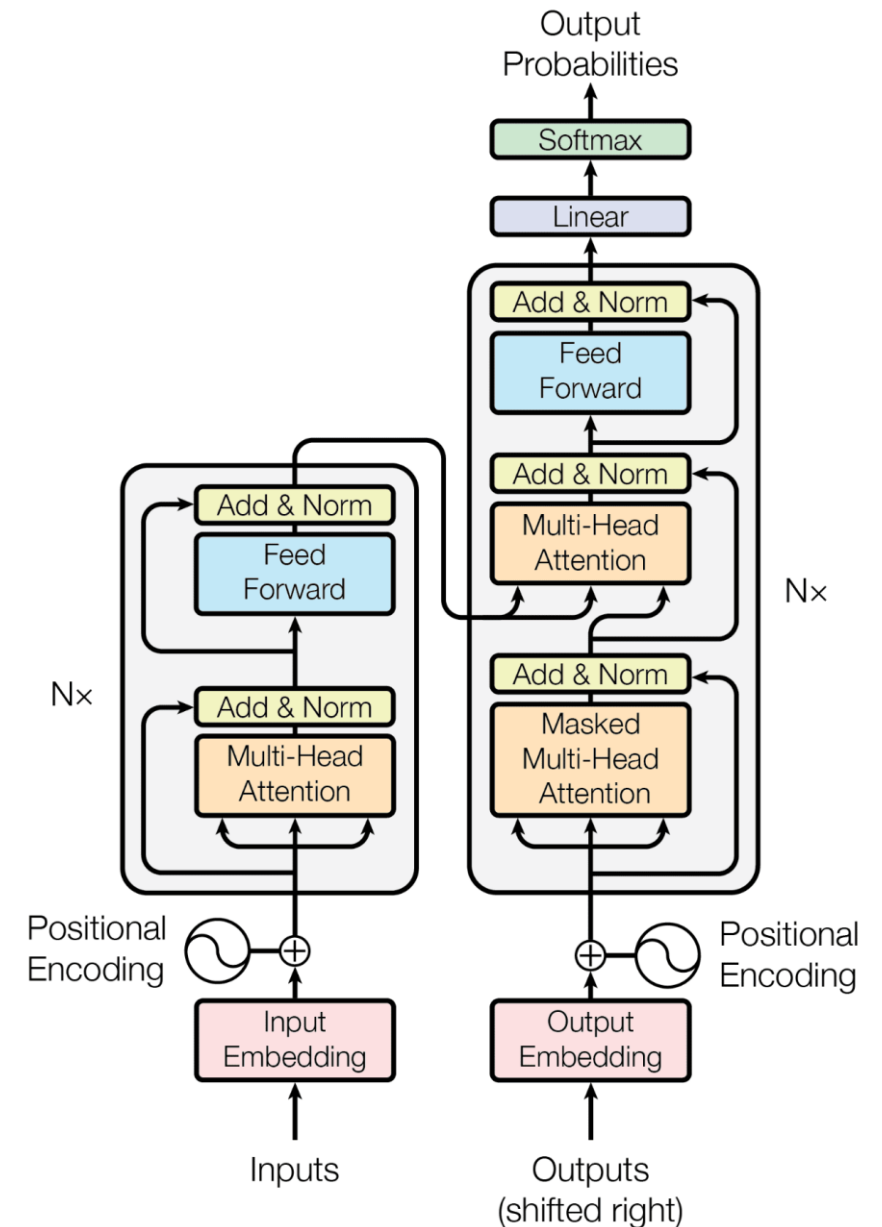 Output
Probabilities
Softmax
Linear
Add & Norm
Feed
Forward
Add & Norm
Multi-Head
Attention
Add & Norm
Masked
Multi-Head
Attention
N×
Add & Norm
Feed
Forward
Add & Norm
Multi-Head
Attention
N×
Positional
Encoding
Positional
Encoding
Input
Embedding
Output
Embedding
Inputs
Outputs
(shifted right)